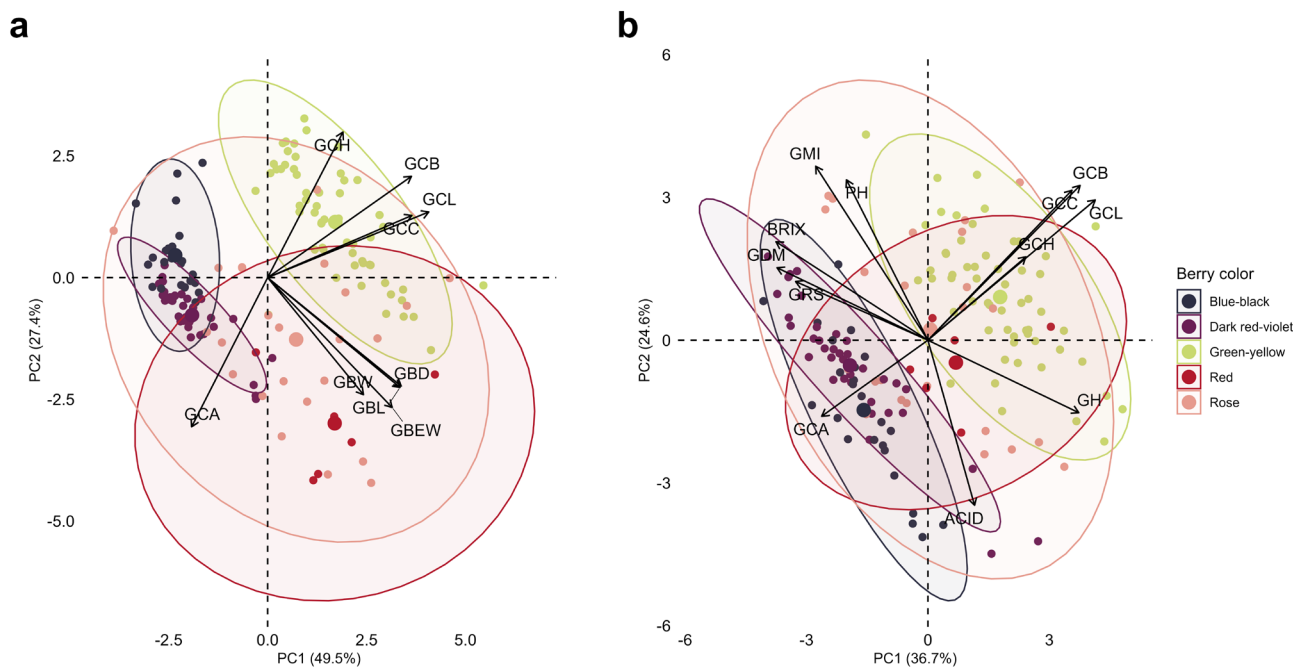 a
b
2.5
0.0
-2.5
-5.0
PC2 (27.4%)
GCH
GCB
GCL
GCC
GBD
GBW
GBL
GBEW
GCA
-2.5
0.0
2.5
5.0
PC1 (49.5%)
6
3
0
-3
-6
PC2 (24.6%)
GMI
PH
BRIX
GDM
GRS
GCB
GCC
GCL
GCH
GH
GCA
ACID
-6
-3
0
3
PC1 (36.7%)
Berry color
Blue-black
Dark red-violet
Green-yellow
Red
Rose